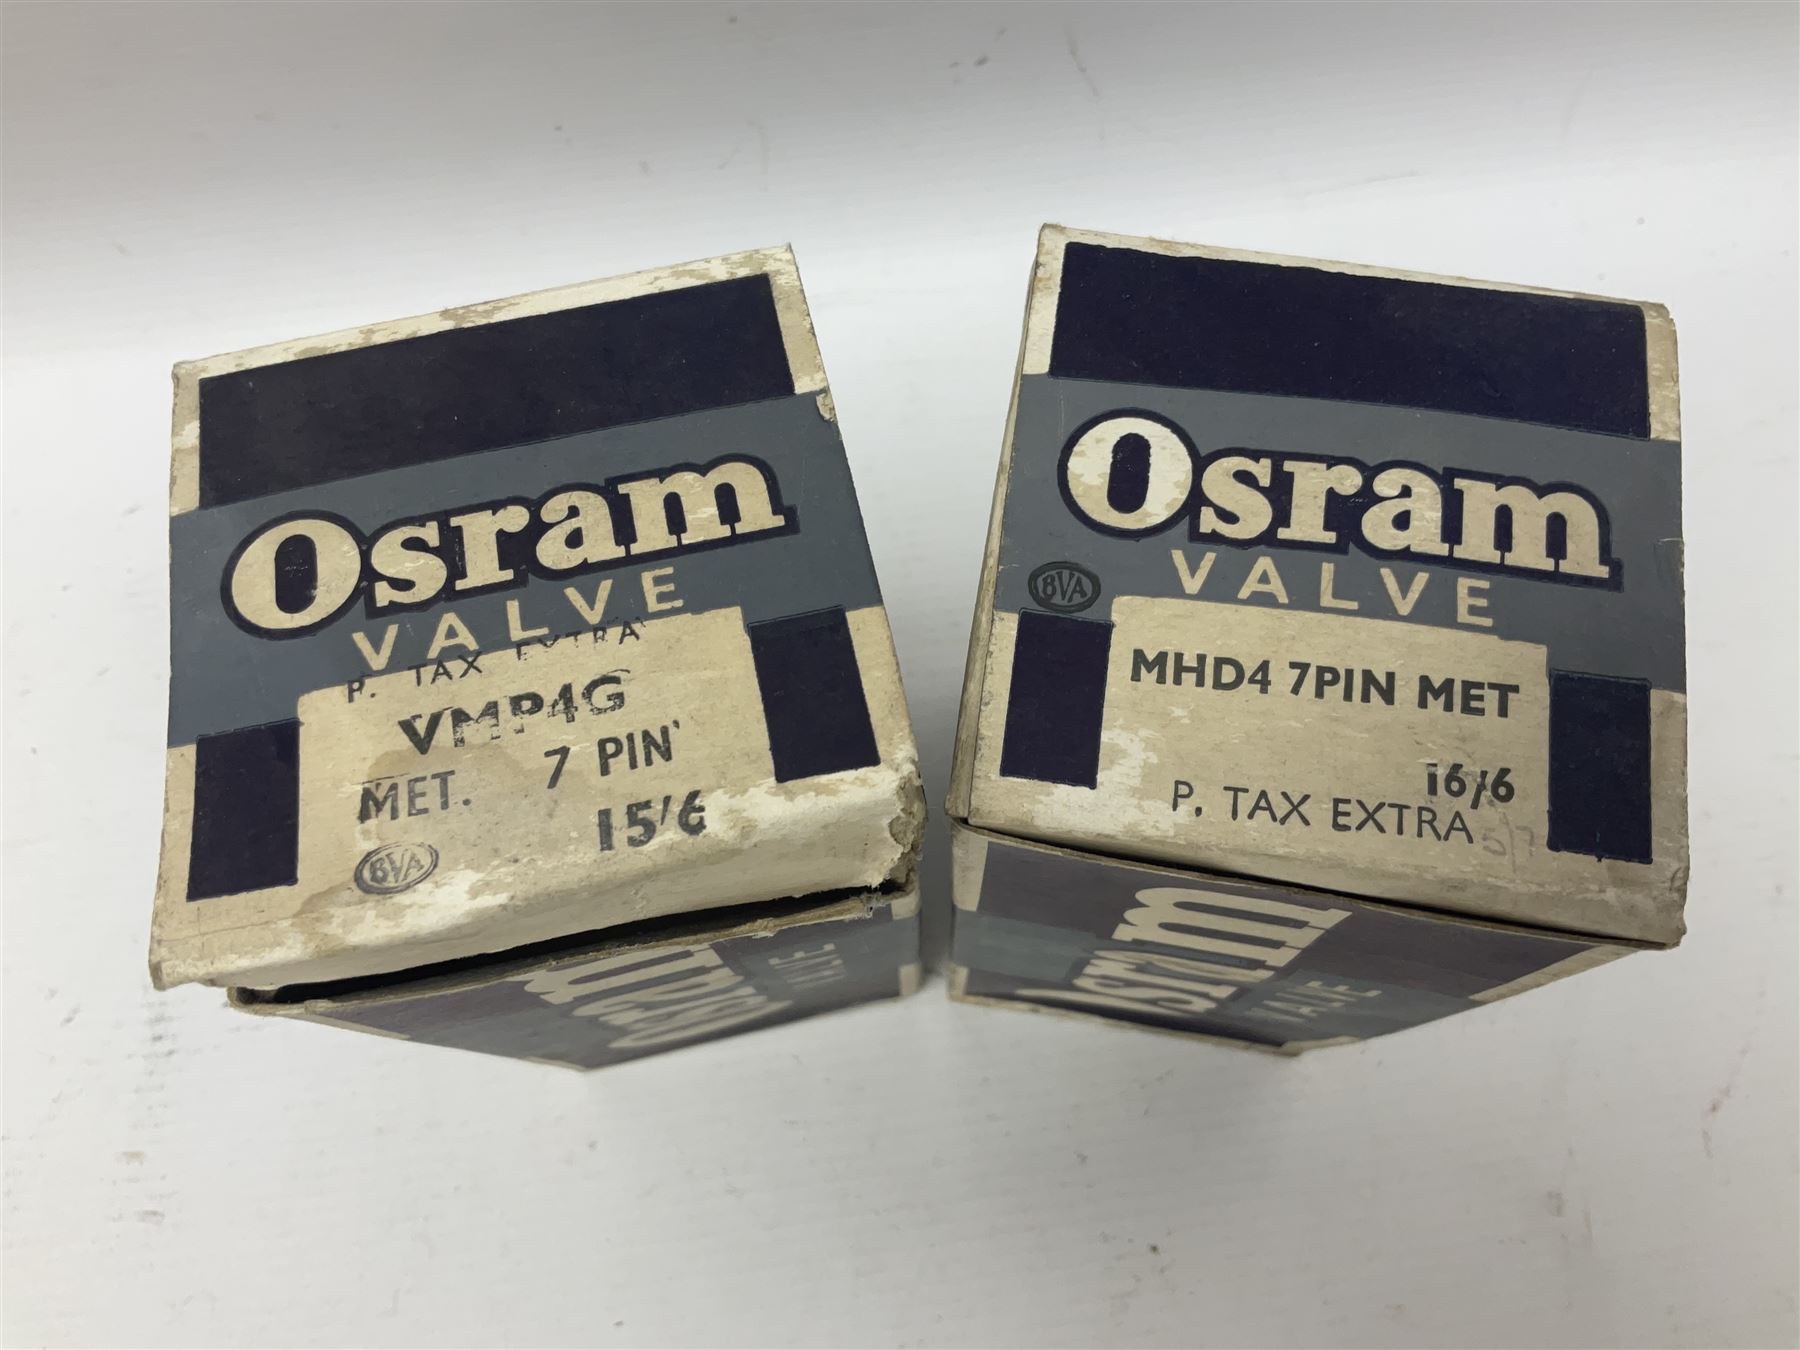 Osram
VALVE
P. TAX EXTRA
VMP4G
7 PIN
MET.
15/6
BVA
Osram
VALVE
Osram
VALVE
BVA
MHD4 7PIN MET
16/6
P. TAX EXTRA
Osram
VALVE